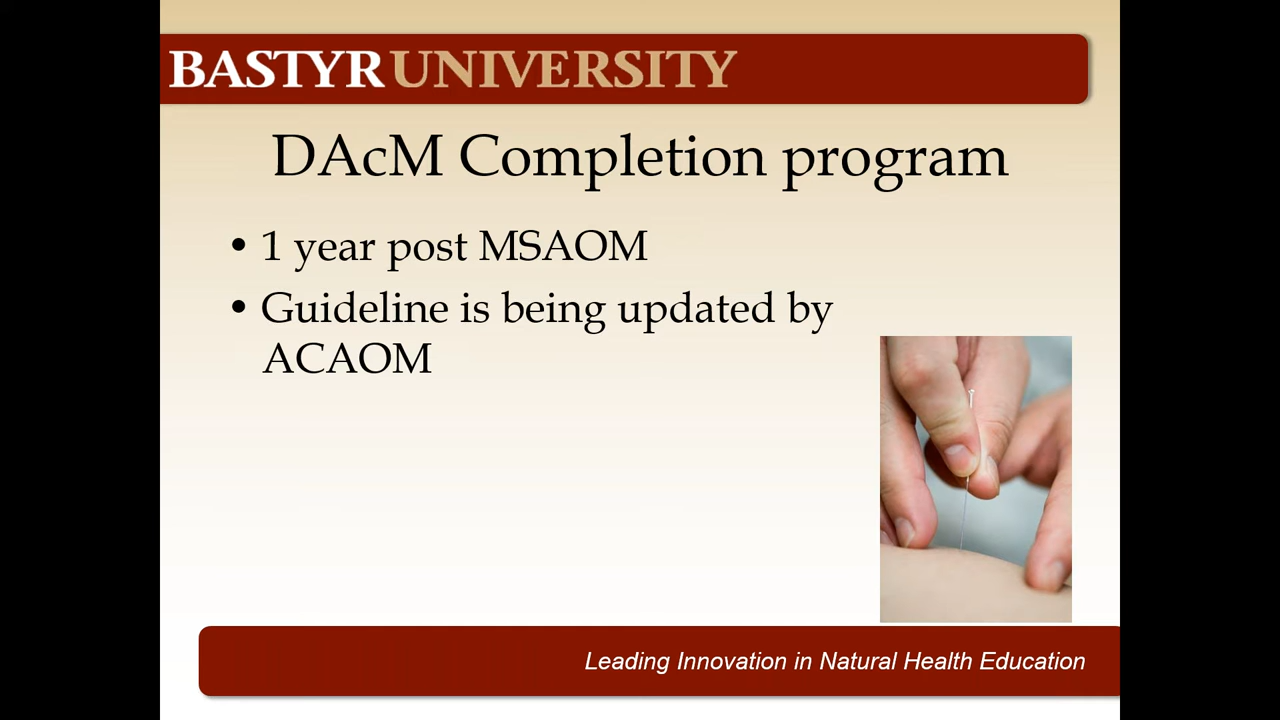 BASTYR UNIVERSITY
DAcM Completion program
• 1 year post MSAOM
• Guideline is being updated by
ACAOM
Leading Innovation in Natural Health Education